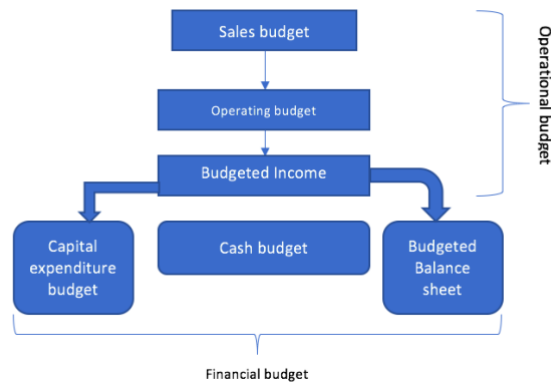 Sales budget
Operating budget
Budgeted Income
Operational budget
Capital
expenditure
budget
Cash budget
Budgeted
Balance
sheet
Financial budget